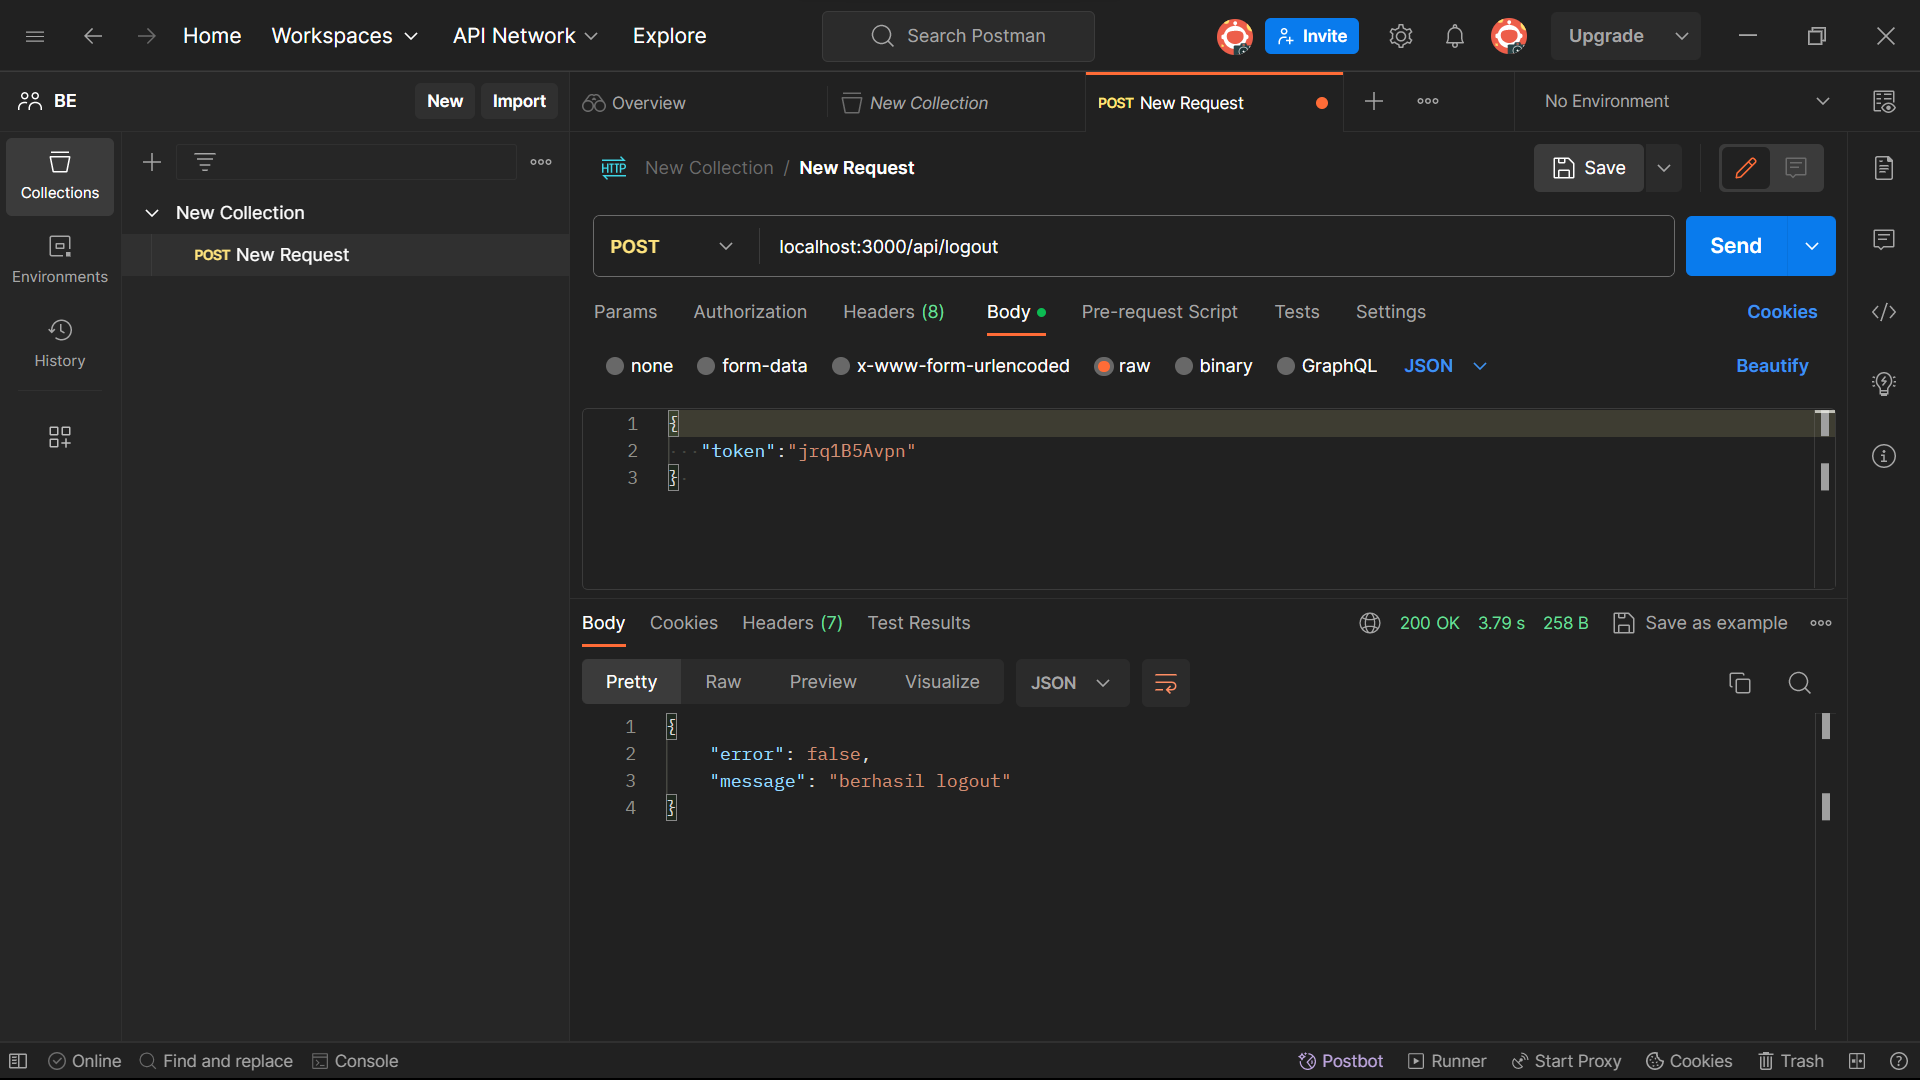 Home Workspaces API Network Explore Search Postman Invite Upgrade
BE New Import Overview New Collection POST New Request No Environment
Collections
New Collection
POST New Request
Environments
History
HTTP New Collection / New Request Save
POST localhost:3000/api/logout Send
Params Authorization Headers (8) Body Pre-request Script Tests Settings Cookies
none form-data x-www-form-urlencoded raw binary GraphQL JSON Beautify
1 {
2 "token":"jrq1B5Avpn"
3 }
Body Cookies Headers (7) Test Results 200 OK 3.79 s 258 B Save as example
Pretty Raw Preview Visualize JSON
1 {
2 "error": false,
3 "message": "berhasil logout"
4 }
Online Find and replace Console Postbot Runner Start Proxy Cookies Trash